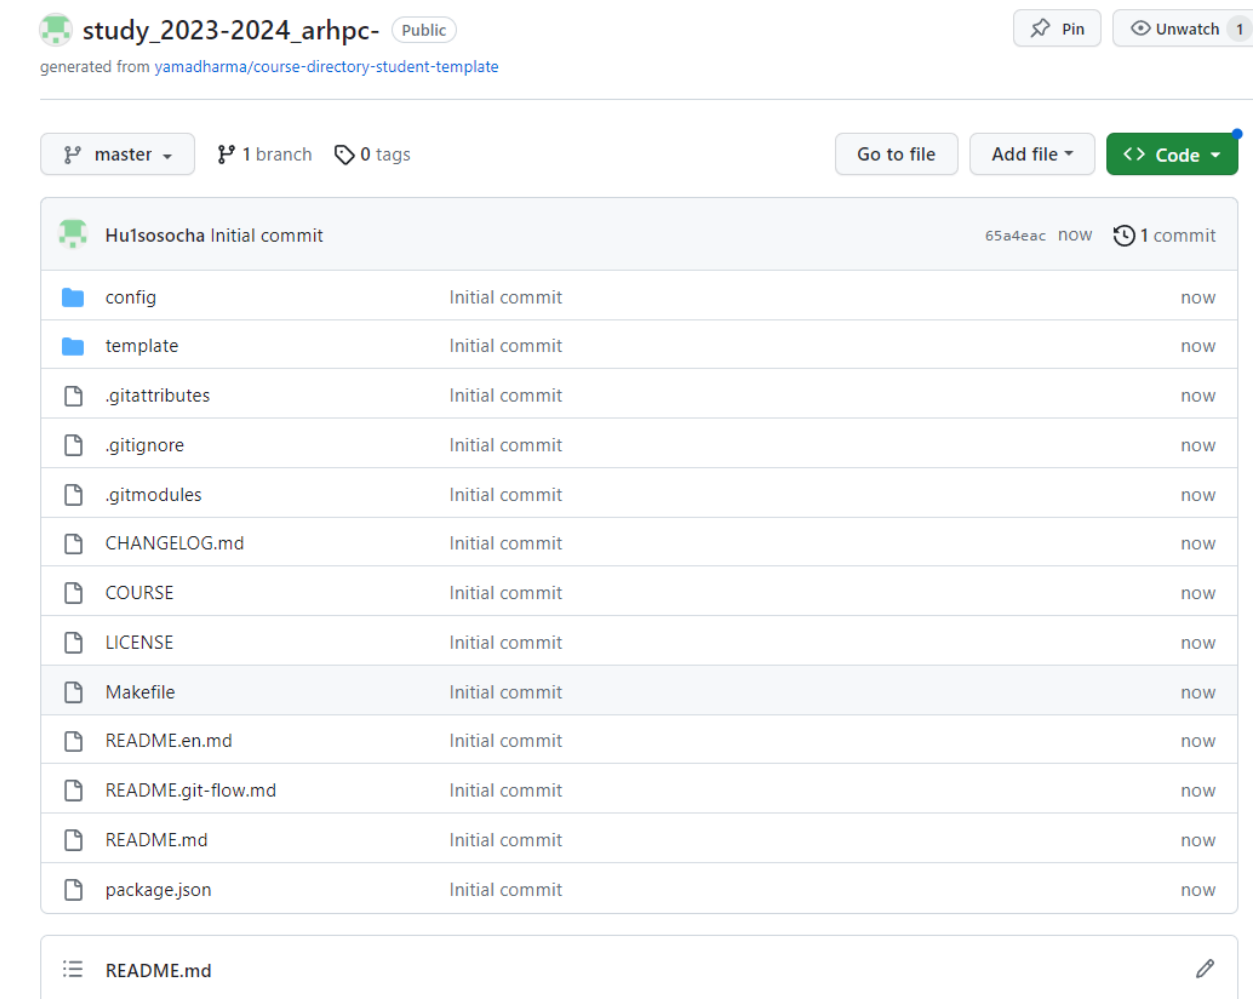 study_2023-2024_arhpc- Public Pin Unwatch 1
generated from yamadharma/course-directory-student-template
master 1 branch 0 tags Go to file Add file <> Code
Hu1sosocha Initial commit 65a4eac now 1 commit
config Initial commit now
template Initial commit now
.gitattributes Initial commit now
.gitignore Initial commit now
.gitmodules Initial commit now
CHANGELOG.md Initial commit now
COURSE Initial commit now
LICENSE Initial commit now
Makefile Initial commit now
README.en.md Initial commit now
README.git-flow.md Initial commit now
README.md Initial commit now
package.json Initial commit now
README.md